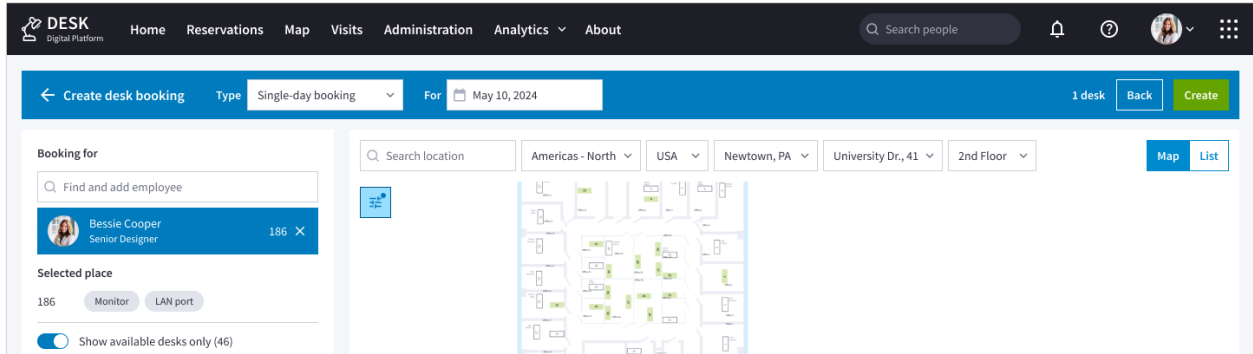 DESK
Digital Platform
Home Reservations Map Visits Administration Analytics About
Search people
Create desk booking Type Single-day booking For May 10, 2024 1 desk Back Create
Booking for
Find and add employee
Bessie Cooper
Senior Designer
186
Selected place
186 Monitor LAN port
Show available desks only (46)
Search location Americas - North USA Newtown, PA University Dr., 41 2nd Floor Map List